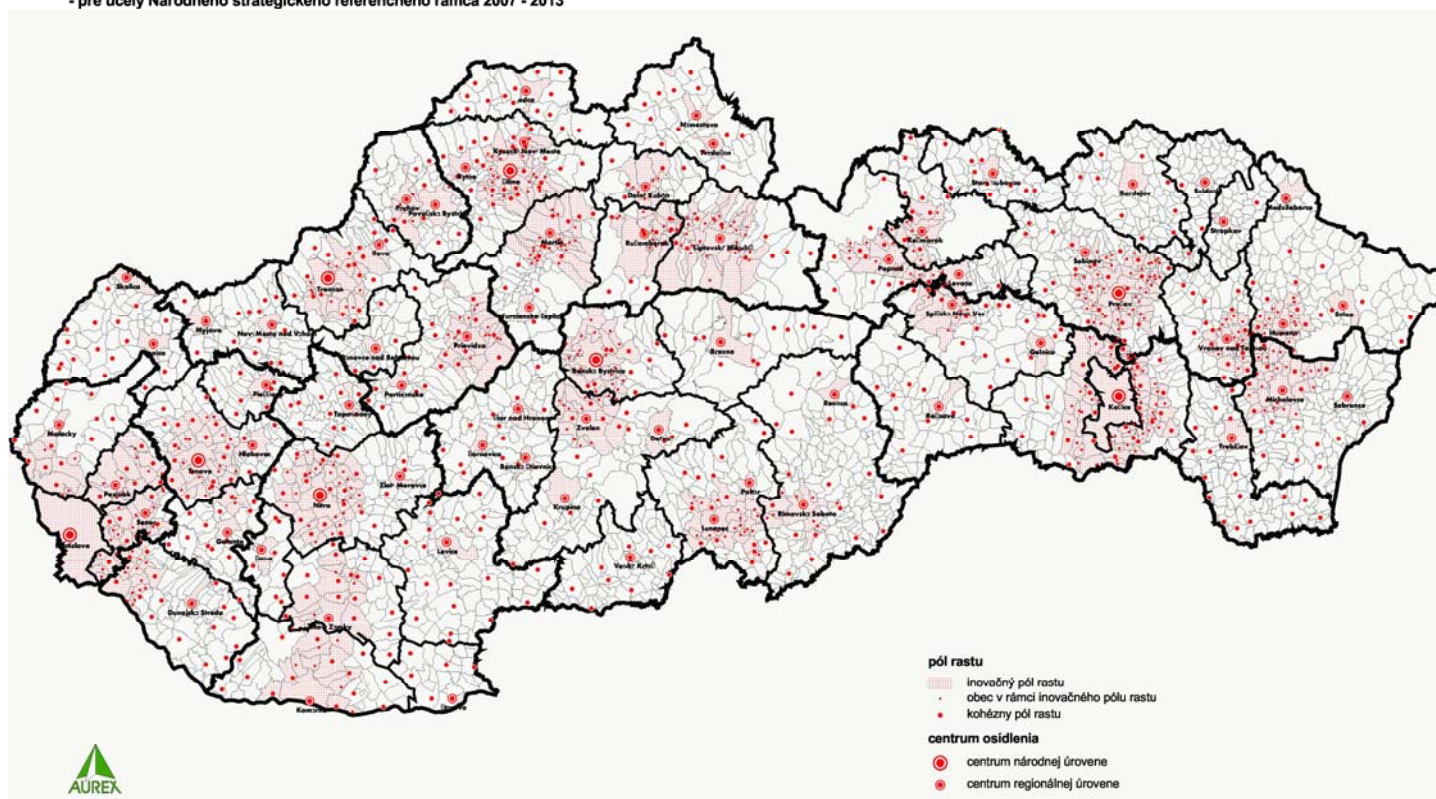 - pre účely Národného strategického referenčného rámca 2007 - 2013
Námestovo
Kysucké Nové Mesto
Bytča
Žilina
Stará Ľubovňa
Bardejov
Svidník
Dolný Kubín
Medzilaborce
Púchov
Považská Bystrica
Stropkov
Martin
Ružomberok
Liptovský Mikuláš
Kežmarok
Poprad
Sabinov
Ilava
Trenčín
Levoča
Prešov
Skalica
Snina
Spišská Nová Ves
Myjava
Nové Mesto nad Váhom
Humenné
Prievidza
Vranov nad Topľou
Brezno
Gelnica
Senica
Bánovce nad Bebravou
Banská Bystrica
Piešťany
Partizánske
Michalovce
Revúca
Košice
Sobrance
Topoľčany
Rožňava
Žiar nad Hronom
Zvolen
Malacky
Detva
Hlohovec
Žarnovica
Trebišov
Trnava
Banská Štiavnica
Zlaté Moravce
Pezinok
Poltár
Nitra
Krupina
Rimavská Sobota
Senec
Lučenec
Galanta
Levice
Veľký Krtíš
Dunajská Streda
Nové Zámky
Komárno
pól rastu
inovačný pól rastu
obec v rámci inovačného pólu rastu
kohézny pól rastu
centrum osídlenia
centrum národnej úrovene
centrum regionálnej úrovene
AUREX